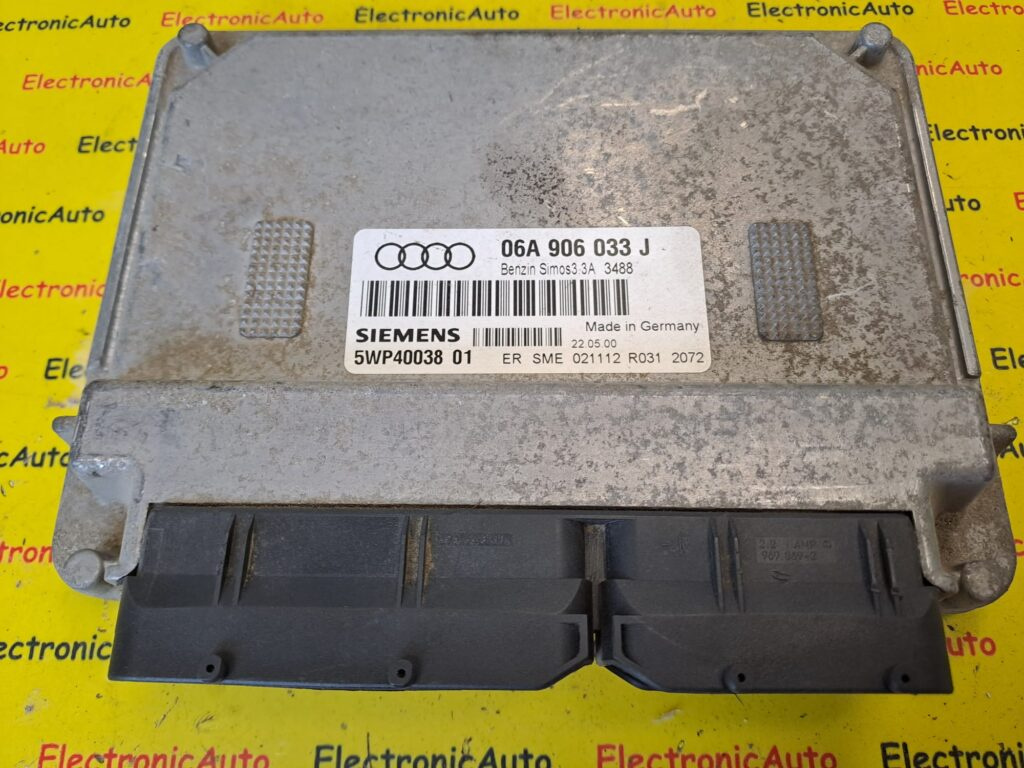 ElectronicAuto ElectronicAuto ElectronicAuto
ElectronicAuto
06A 906 033 J
Benzin Simos3.3A 3488
SIEMENS
Made in Germany
22.05.00
5WP40038 01 ER SME 021112 R031 2072
ElectronicAuto ElectronicAuto ElectronicAuto